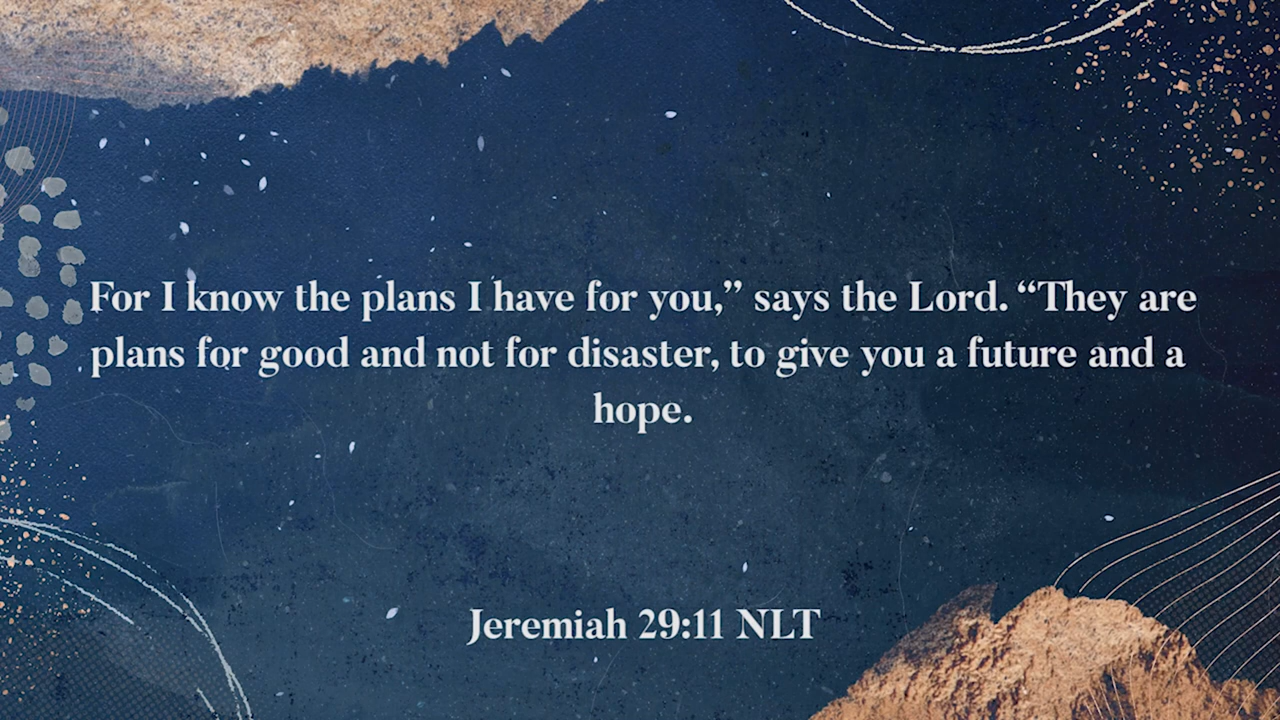 For I know the plans I have for you,” says the Lord. “They are
plans for good and not for disaster, to give you a future and a
hope.
Jeremiah 29:11 NLT